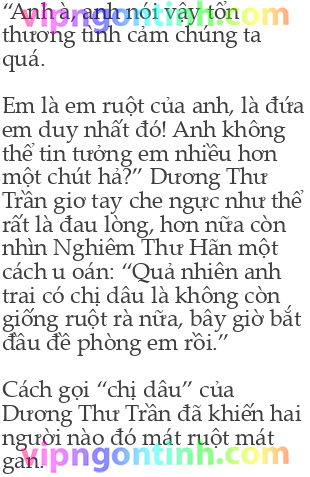 vipngontinh.com
“Anh à, anh nói vậy tổn
thương tình cảm chúng ta
quá.
Em là em ruột của anh, là đứa
em duy nhất đó! Anh không
thể tin tưởng em nhiều hơn
một chút hả?” Dương Thư
Trần giơ tay che ngực như thể
rất là đau lòng, hơn nữa còn
nhìn Nghiêm Thư Hãn một
cách u oán: “Quả nhiên anh
trai có chị dâu là không còn
giống ruột rà nữa, bây giờ bắt
đầu đề phòng em rồi.”
Cách gọi “chị dâu” của
Dương Thư Trần đã khiến hai
người nào đó mát ruột mát
gan.
vipngontinh.com